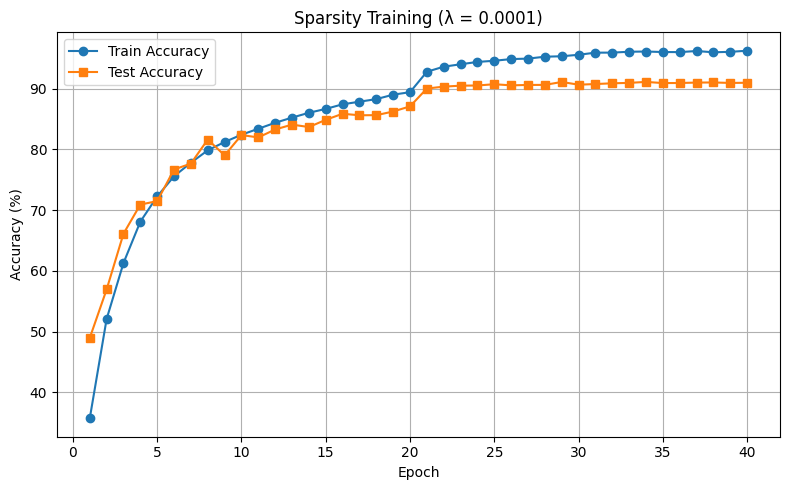 Sparsity Training (λ = 0.0001)
Train Accuracy
Test Accuracy
Accuracy (%)
90
80
70
60
50
40
0 5 10 15 20 25 30 35 40
Epoch